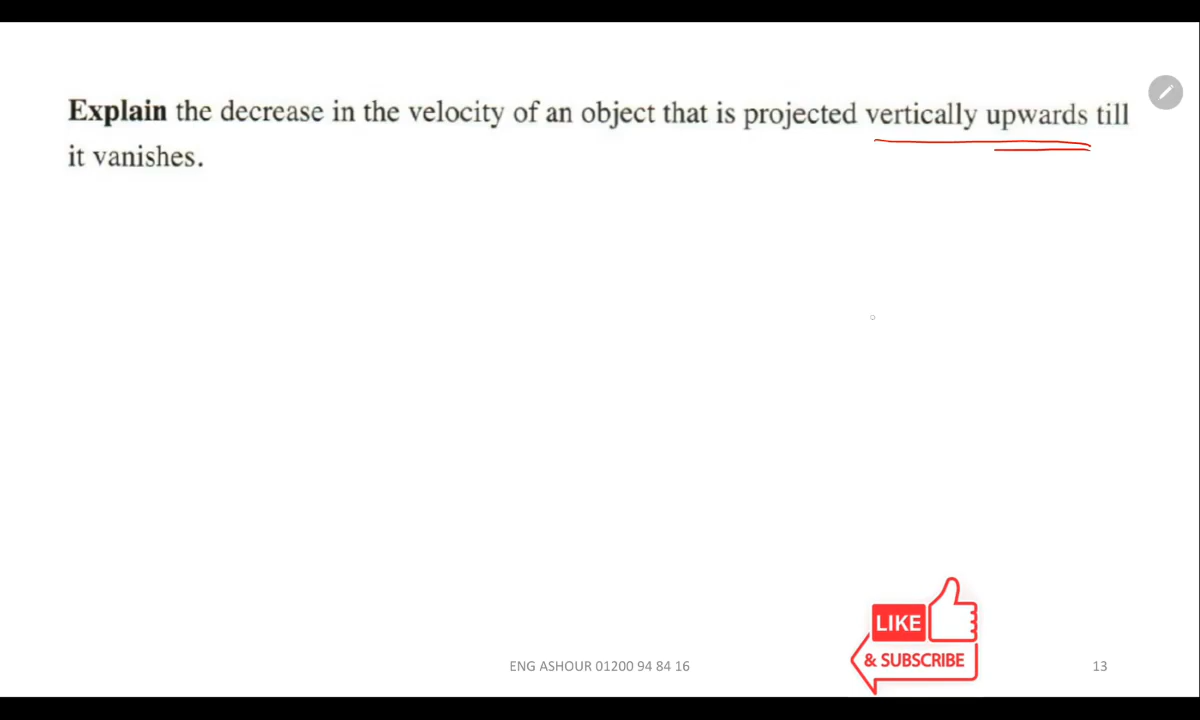 Explain the decrease in the velocity of an object that is projected vertically upwards till
it vanishes.
LIKE
& SUBSCRIBE
ENG ASHOUR 01200 94 84 16
13